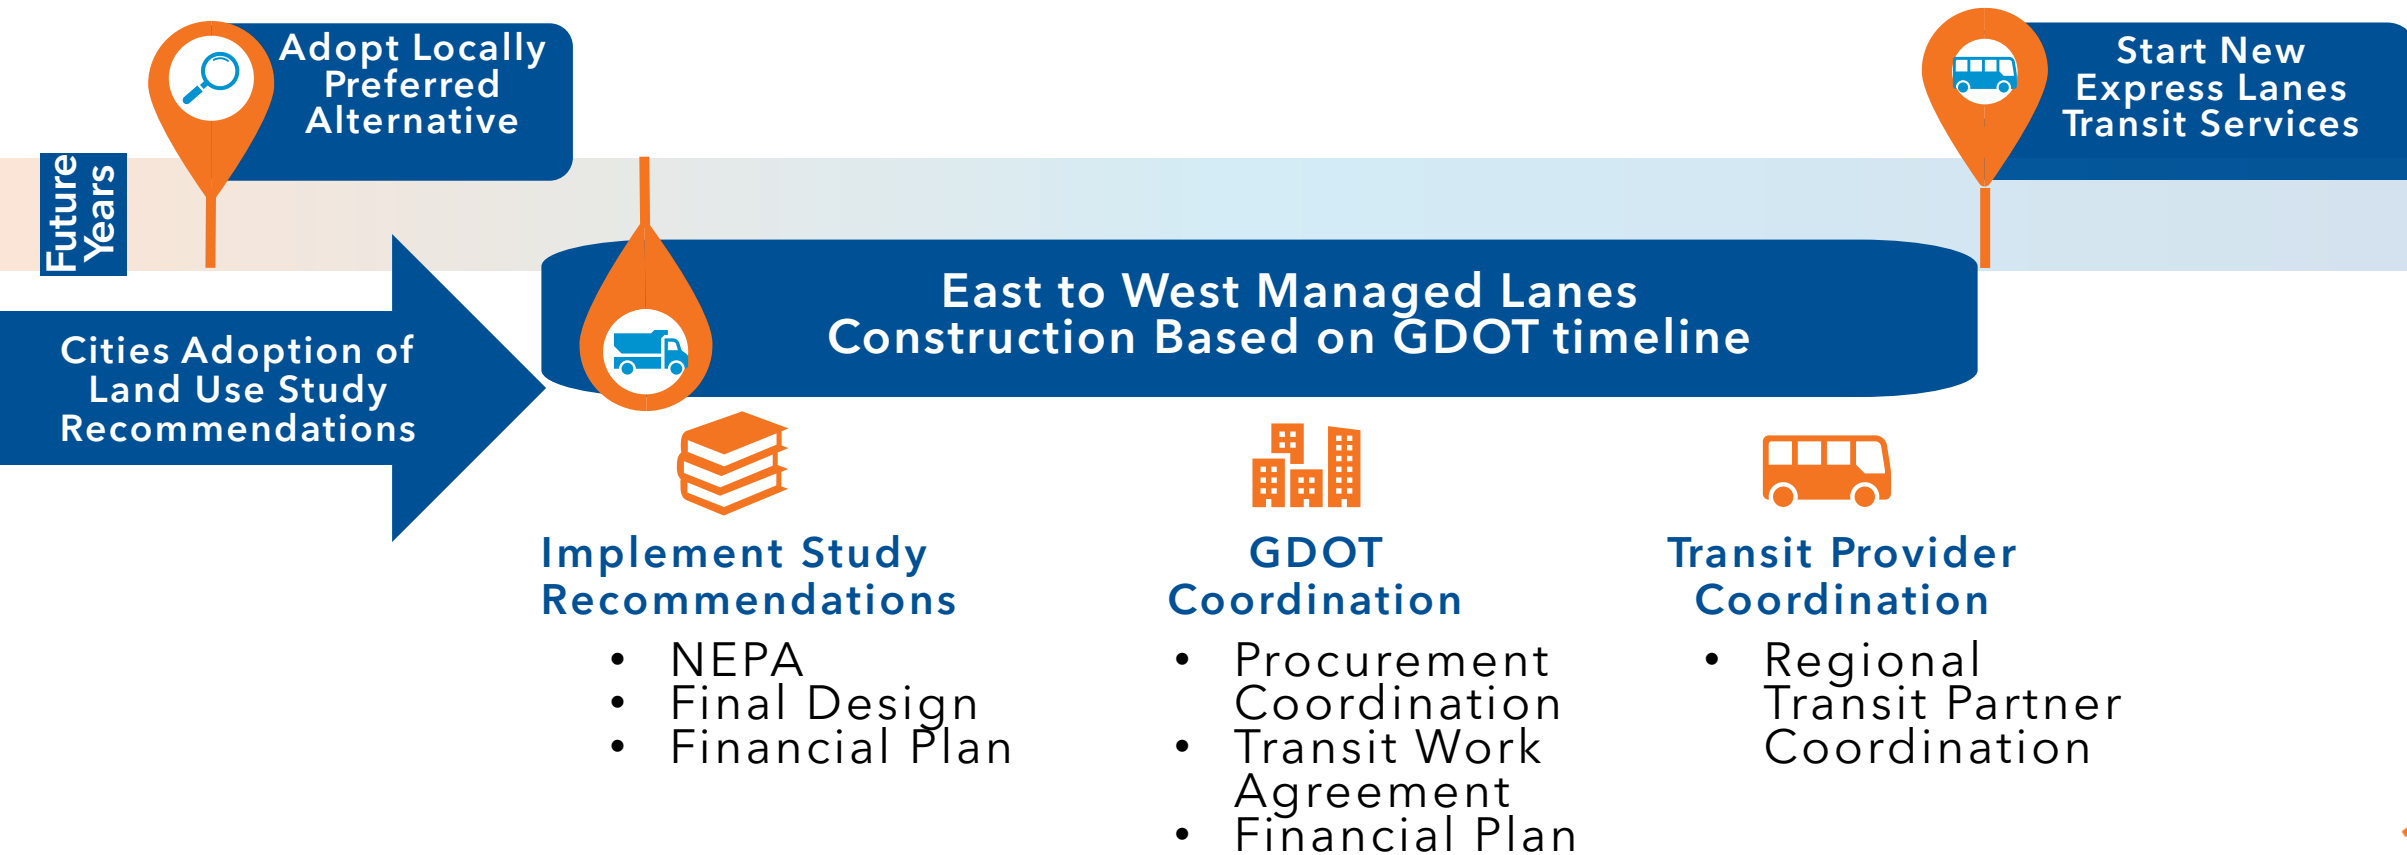 Adopt Locally
Preferred
Alternative
Start New
Express Lanes
Transit Services
Future
Years
East to West Managed Lanes
Construction Based on GDOT timeline
Cities Adoption of
Land Use Study
Recommendations
Implement Study
Recommendations
• NEPA
• Final Design
• Financial Plan
GDOT
Coordination
• Procurement
Coordination
• Transit Work
Agreement
• Financial Plan
Transit Provider
Coordination
• Regional
Transit Partner
Coordination